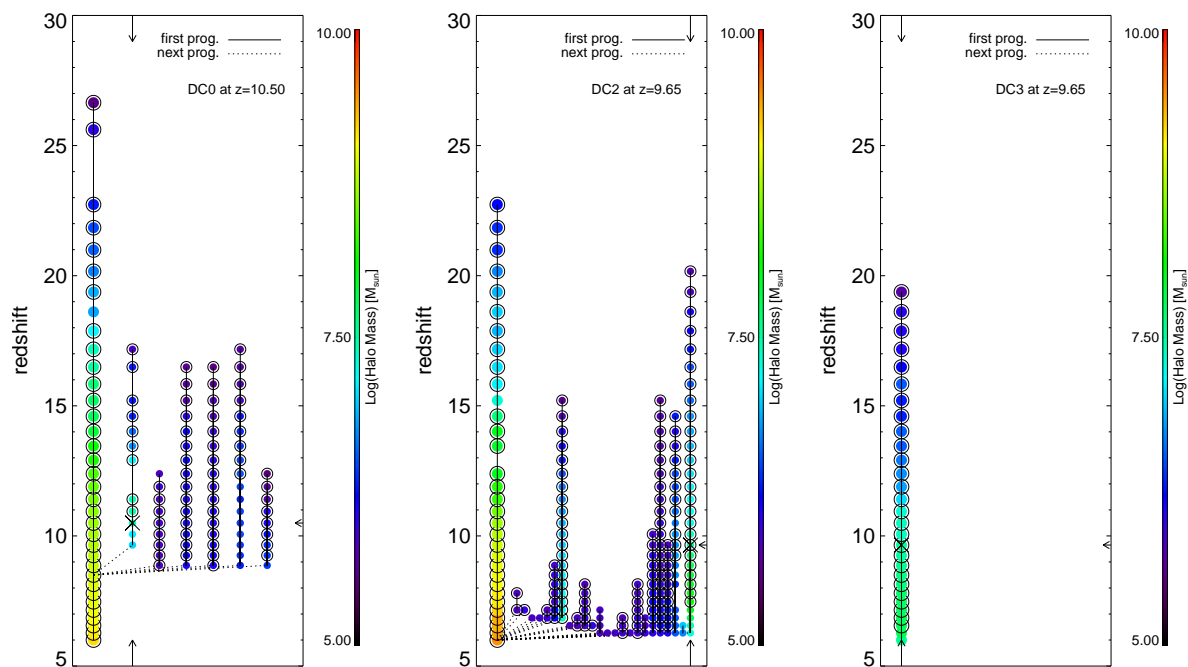 30
25
20
15
10
5
redshift
first prog.
next prog.
DC0 at z=10.50
10.00
7.50
5.00
Log(Halo Mass) [Msun]
30
25
20
15
10
5
redshift
first prog.
next prog.
DC2 at z=9.65
10.00
7.50
5.00
Log(Halo Mass) [Msun]
30
25
20
15
10
5
redshift
first prog.
next prog.
DC3 at z=9.65
10.00
7.50
5.00
Log(Halo Mass) [Msun]